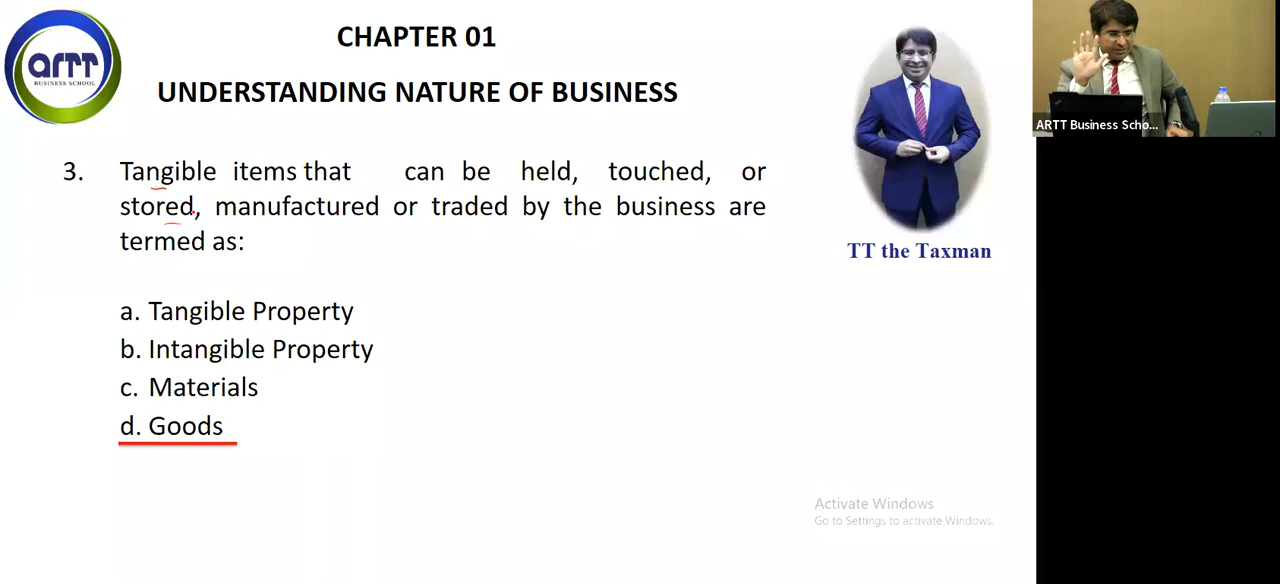 CHAPTER 01
UNDERSTANDING NATURE OF BUSINESS
ARTT
BUSINESS SCHOOL
3. Tangible items that can be held, touched, or
stored, manufactured or traded by the business are
termed as:
a. Tangible Property
b. Intangible Property
c. Materials
d. Goods
TT the Taxman
ARTT Business Scho...
Activate Windows
Go to Settings to activate Windows.